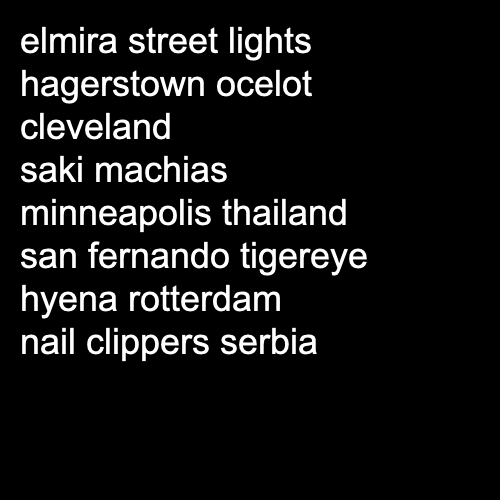 elmira street lights
hagerstown ocelot
cleveland
saki machias
minneapolis thailand
san fernando tigereye
hyena rotterdam
nail clippers serbia